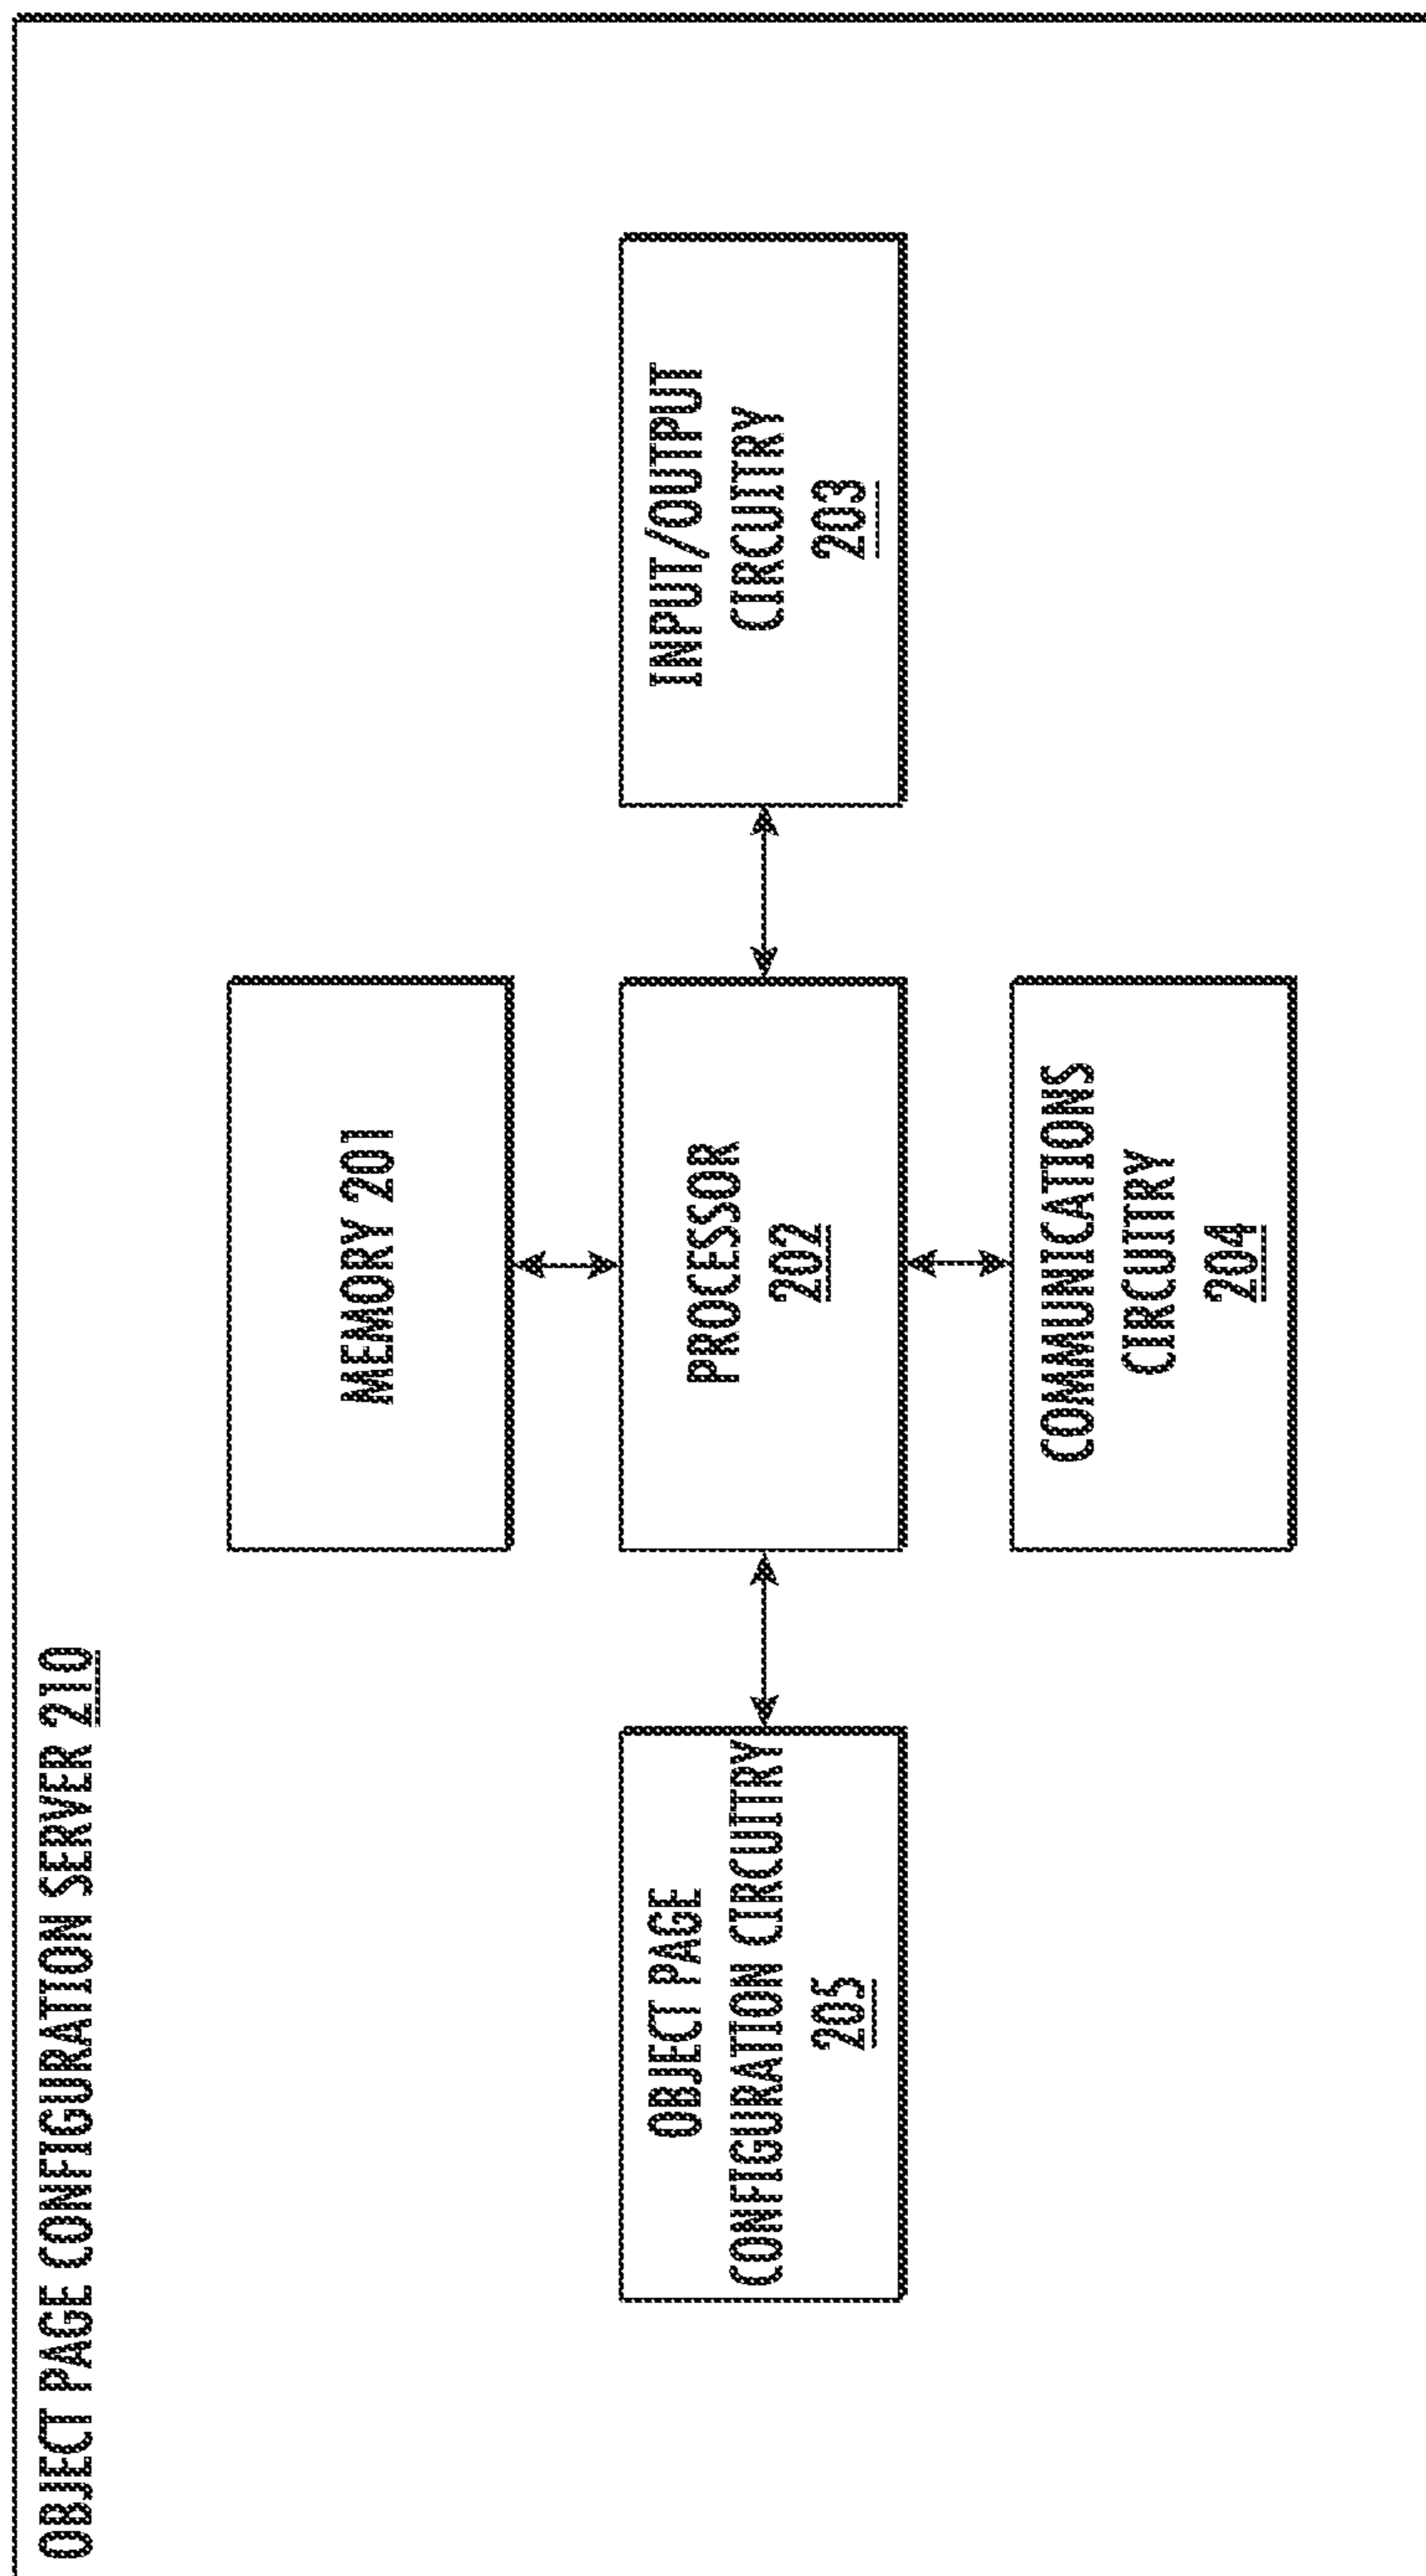 OBJECT PAGE CONFIGURATION SERVER 210
MEMORY 201
OBJECT PAGE
CONFIGURATION CIRCUITRY
205
PROCESSOR
202
INPUT/OUTPUT
CIRCUITRY
203
COMMUNICATIONS
CIRCUITRY
204